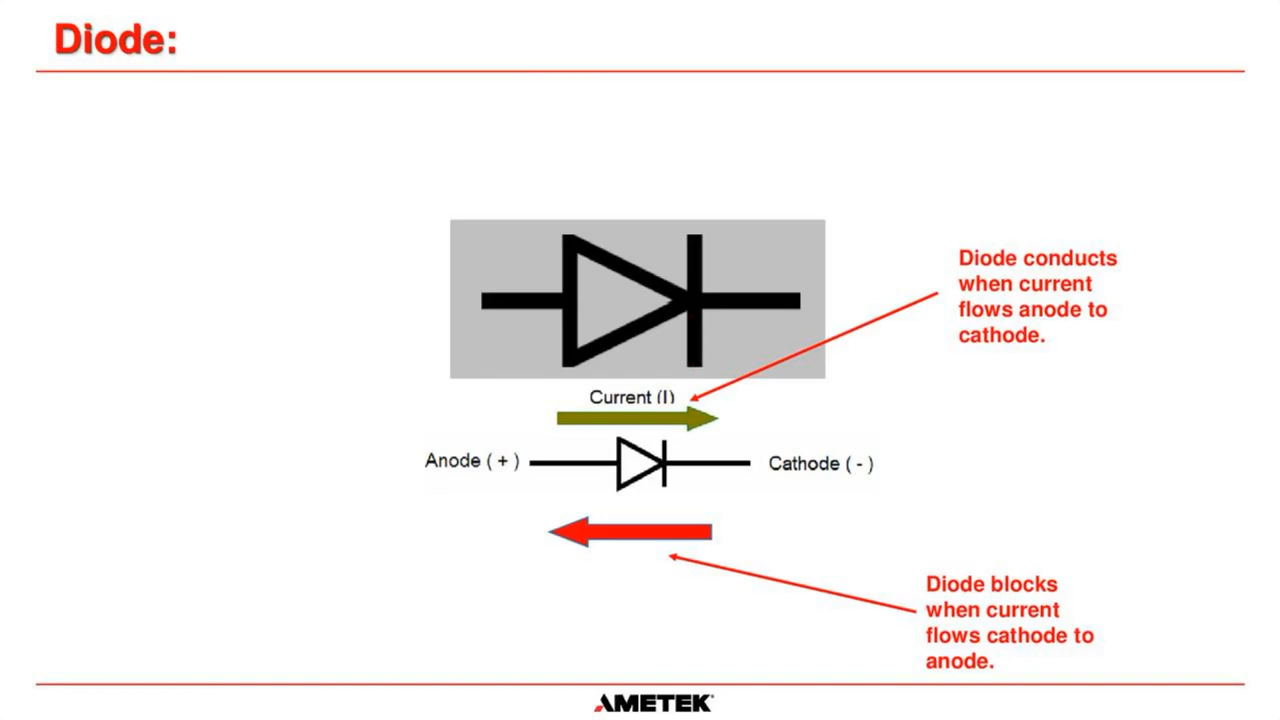 Diode:
Diode conducts
when current
flows anode to
cathode.
Current (I)
Anode ( + )
Cathode ( - )
Diode blocks
when current
flows cathode to
anode.
AMETEK